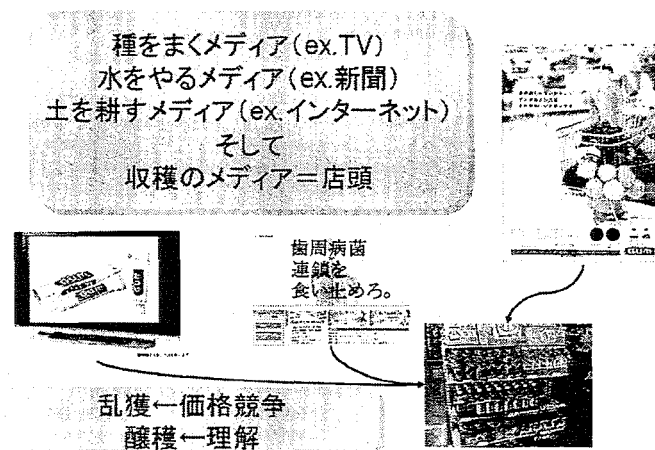 種をまくメディア(ex.TV)
水をやるメディア(ex.新聞)
土を耕すメディア(ex.インターネット)
そして
収穫のメディア=店頭
歯周病菌
連鎖を
食い止めろ。
乱獲←価格競争
醸穫←理解